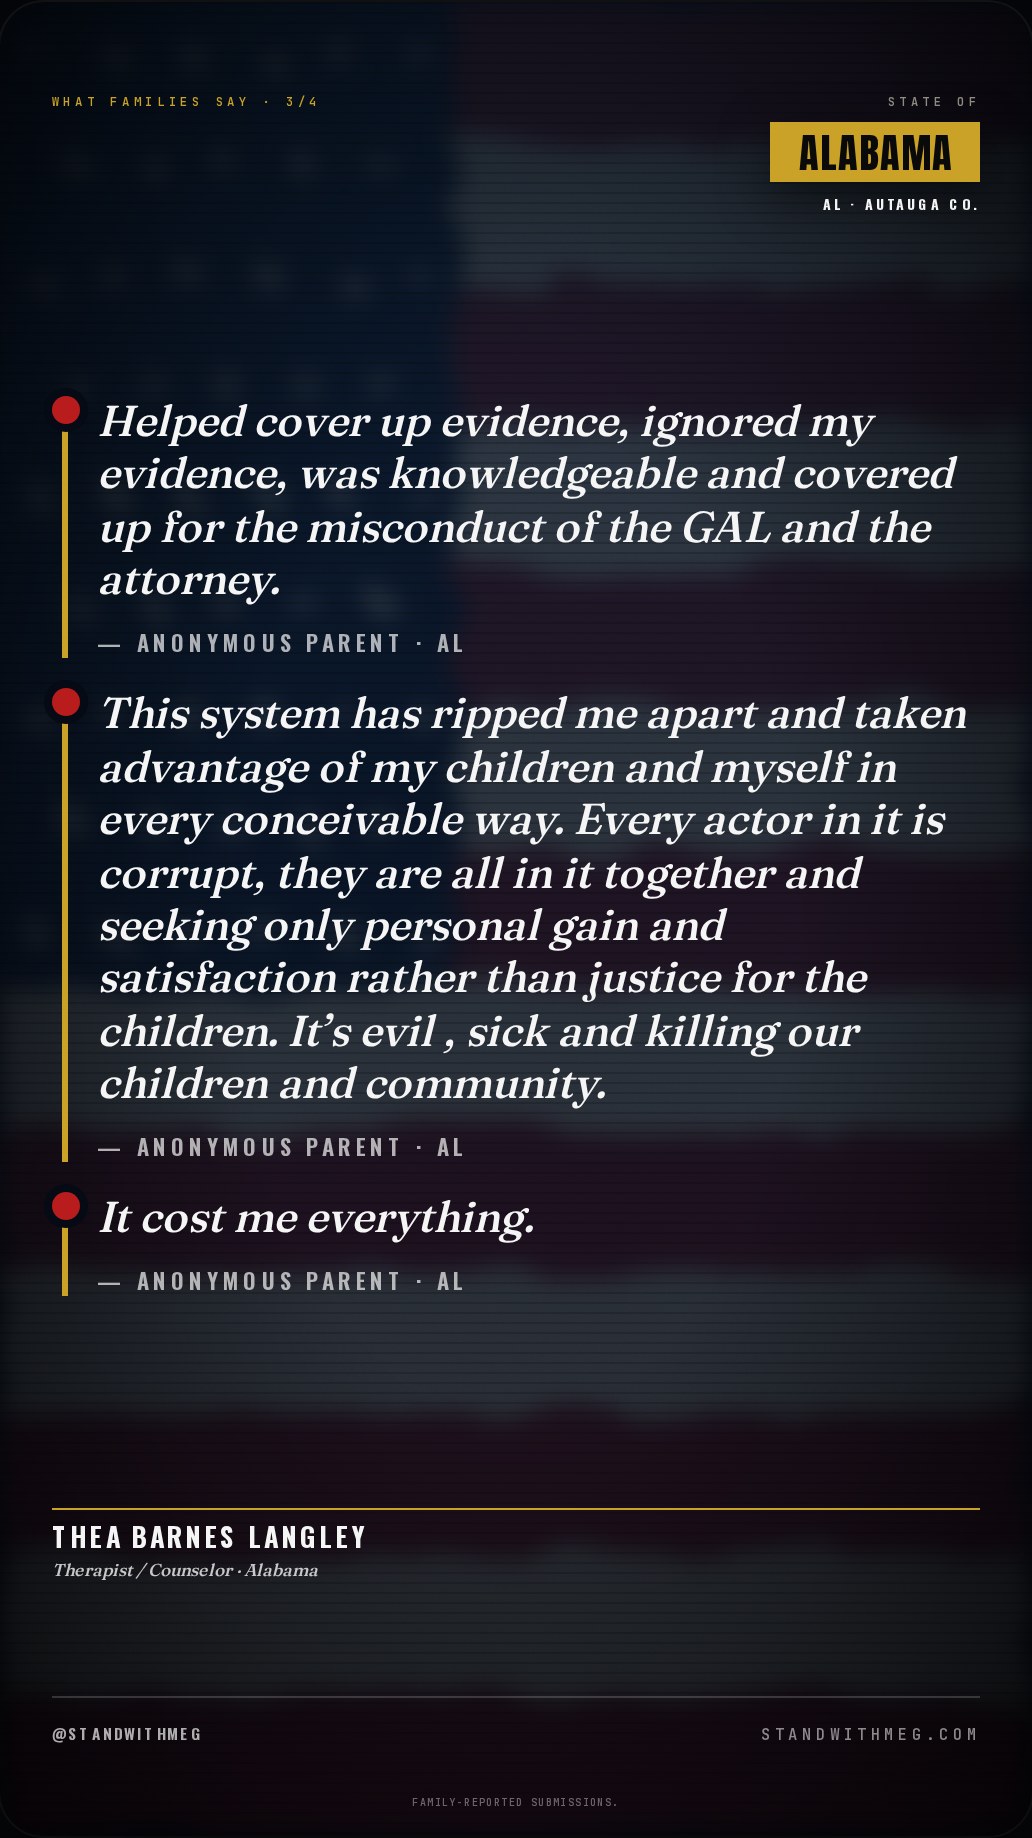 WHAT FAMILIES SAY · 3/4
STATE OF
ALABAMA
AL · AUTAUGA CO.
Helped cover up evidence, ignored my
evidence, was knowledgeable and covered
up for the misconduct of the GAL and the
attorney.
— ANONYMOUS PARENT · AL
This system has ripped me apart and taken
advantage of my children and myself in
every conceivable way. Every actor in it is
corrupt, they are all in it together and
seeking only personal gain and
satisfaction rather than justice for the
children. It’s evil , sick and killing our
children and community.
— ANONYMOUS PARENT · AL
It cost me everything.
— ANONYMOUS PARENT · AL
THEA BARNES LANGLEY
Therapist / Counselor · Alabama
@STANDWITHMEG
STANDWITHMEG.COM
FAMILY-REPORTED SUBMISSIONS.